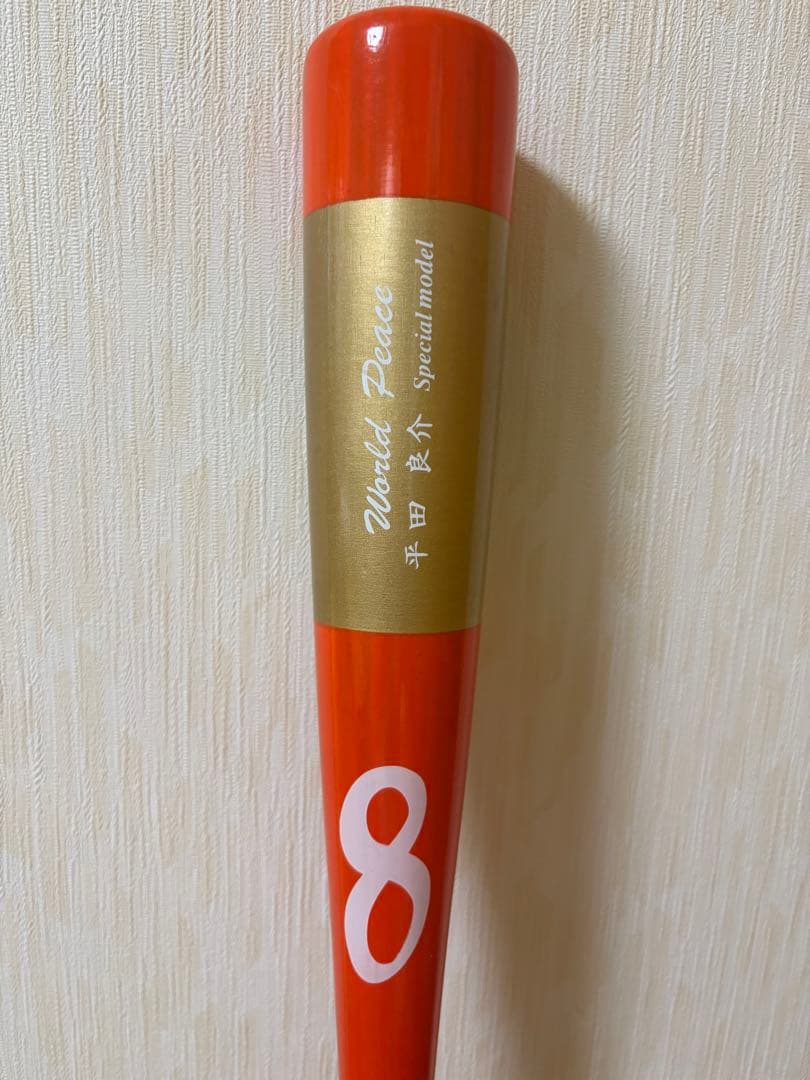 World Peace
平田 良介 Special model
8